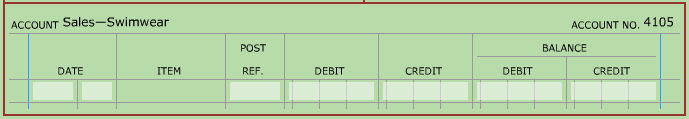 ACCOUNT Sales—Swimwear ACCOUNT NO. 4105
POST BALANCE
DATE ITEM REF. DEBIT CREDIT DEBIT CREDIT